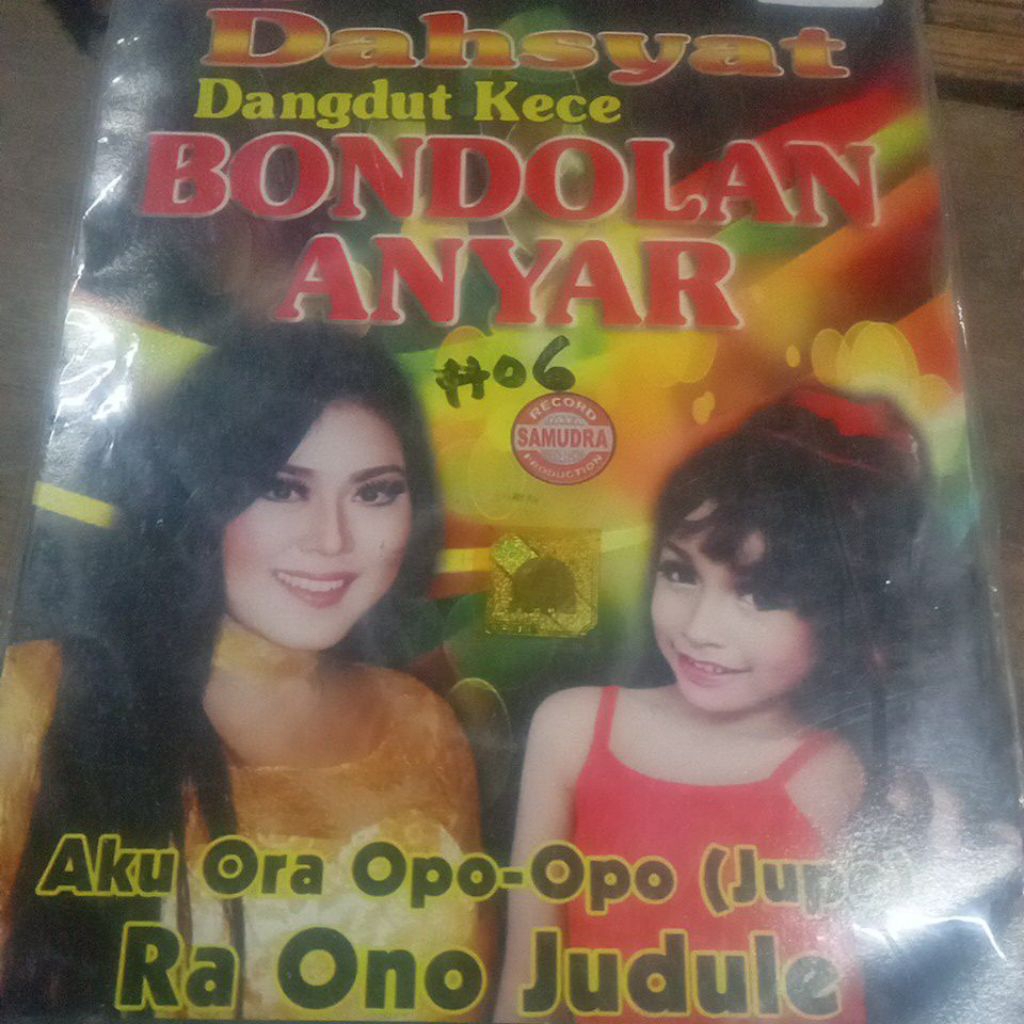 Dahsyat
Dangdut Kece
BONDOLAN
ANYAR
#06
RECORD
SAMUDRA
PRODUCTION
Aku Ora Opo-Opo
Ra Ono Judule